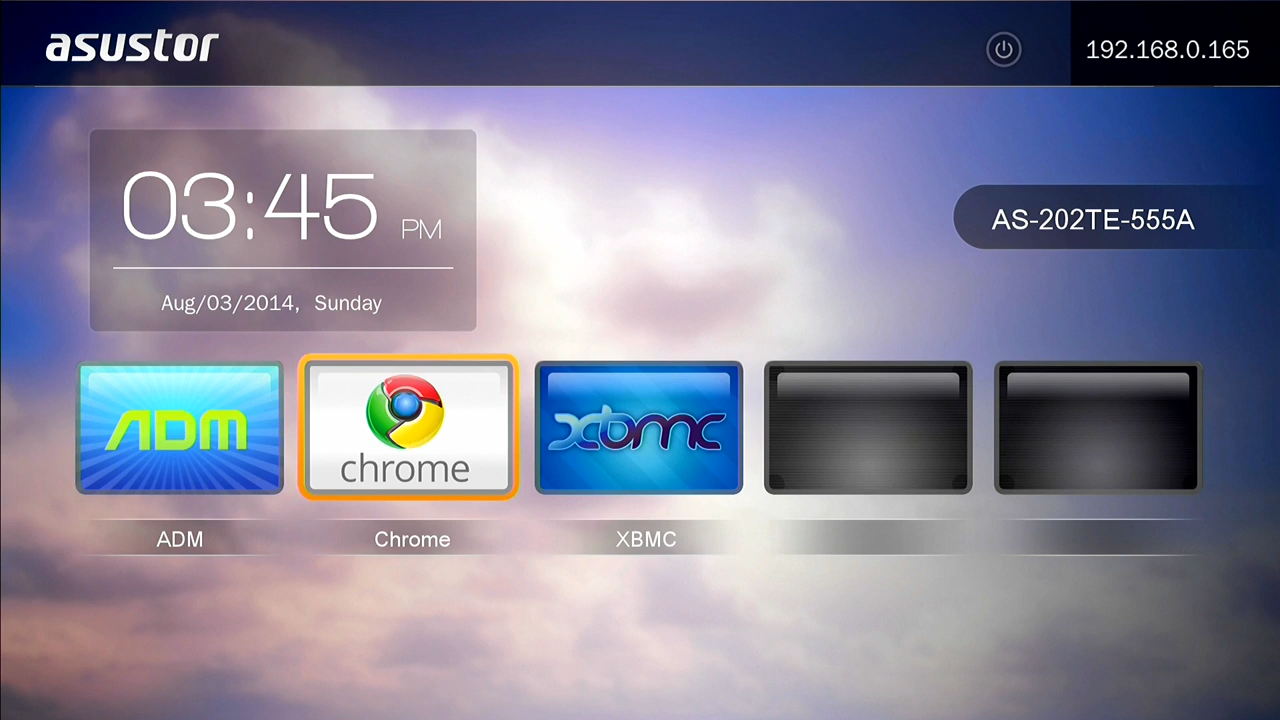 asustor
192.168.0.165
03:45 PM
Aug/03/2014, Sunday
AS-202TE-555A
ADM
chrome
xbmc
ADM
Chrome
XBMC